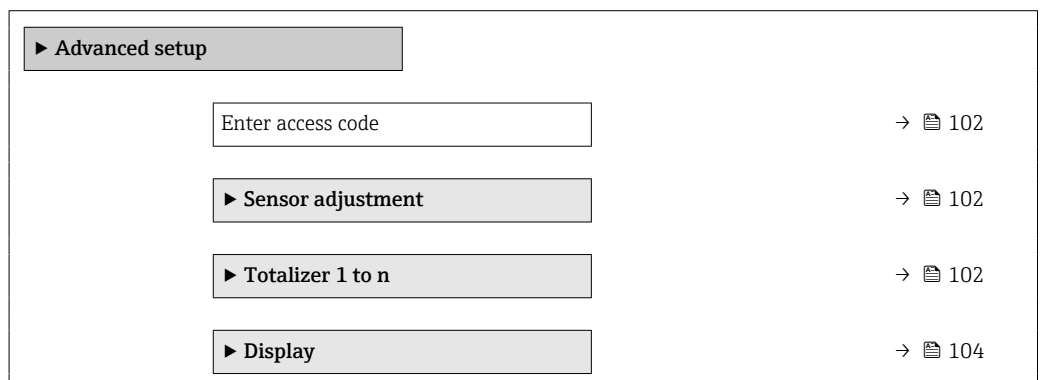 ▶ Advanced setup
Enter access code → 102
▶ Sensor adjustment → 102
▶ Totalizer 1 to n → 102
▶ Display → 104